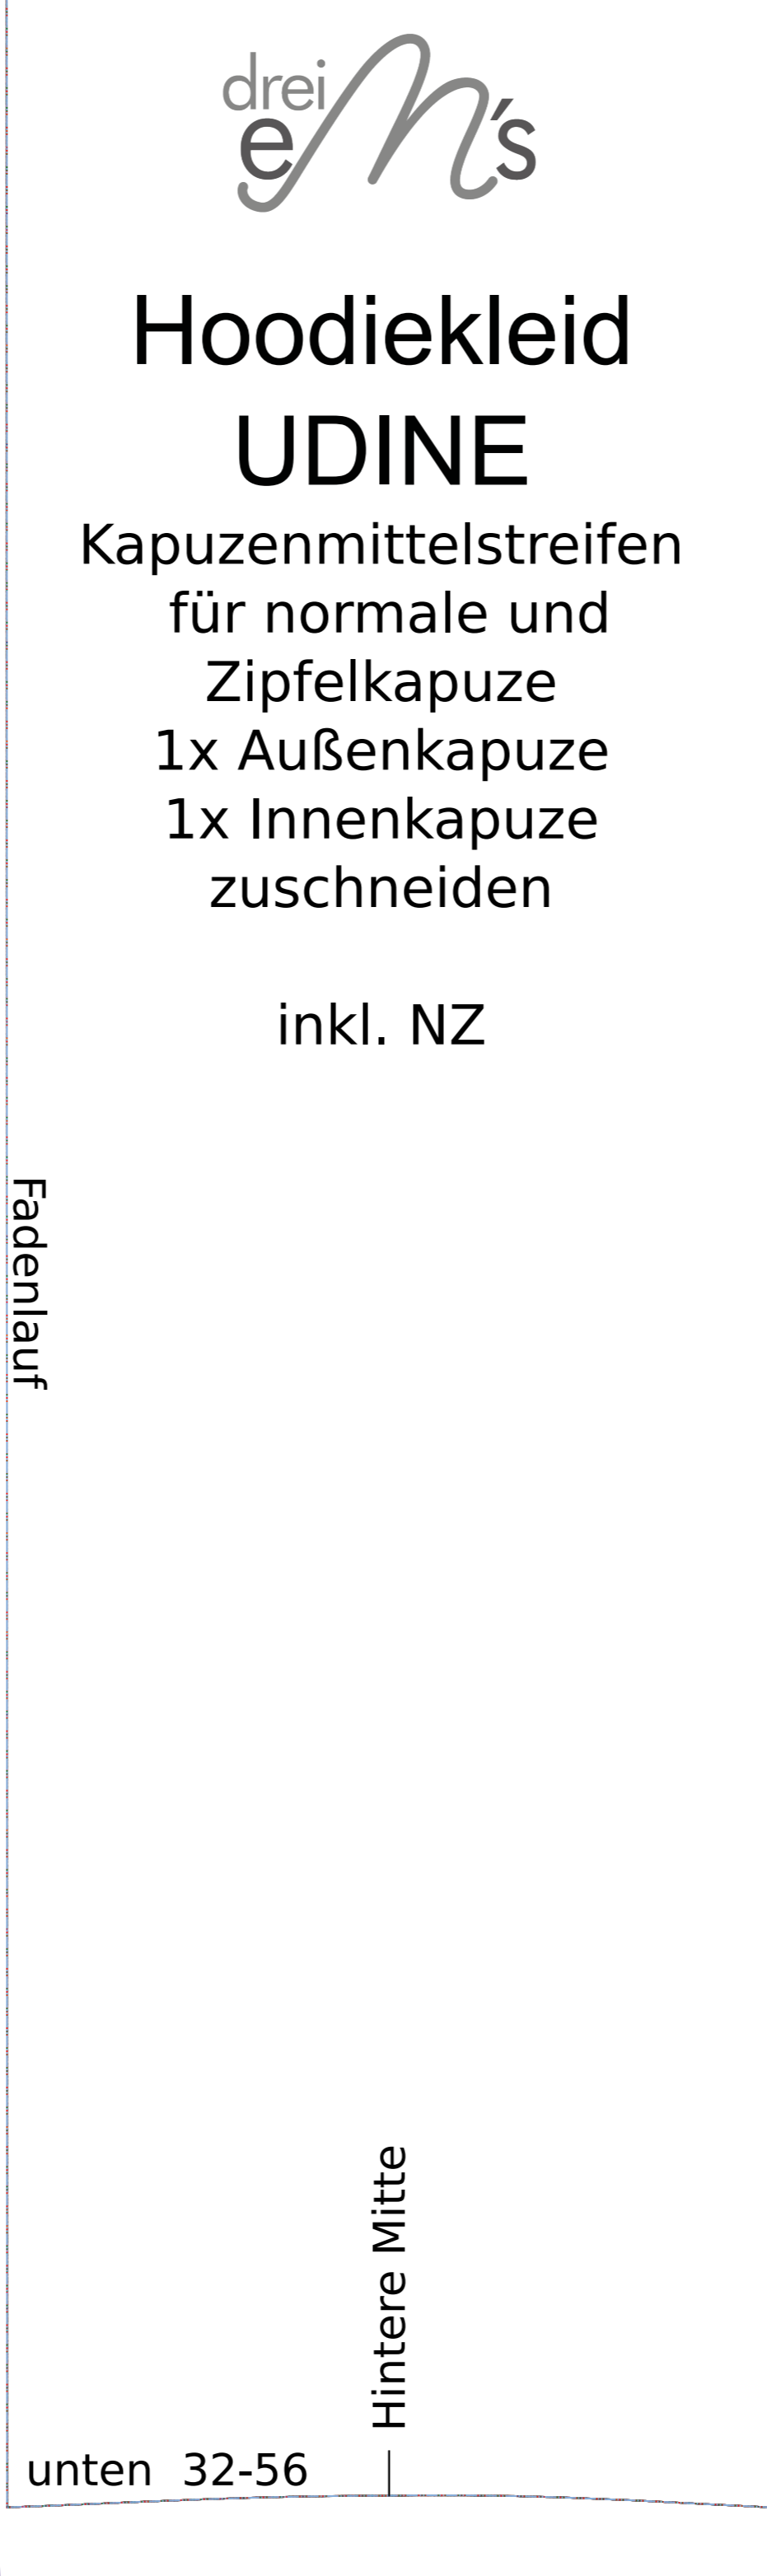 drei
eM's
Hoodiekleid
UDINE
Kapuzenmittelstreifen
für normale und
Zipfelkapuze
1x Außenkapuze
1x Innenkapuze
zuschneiden
inkl. NZ
Fadenlauf
Hintere Mitte
unten 32-56